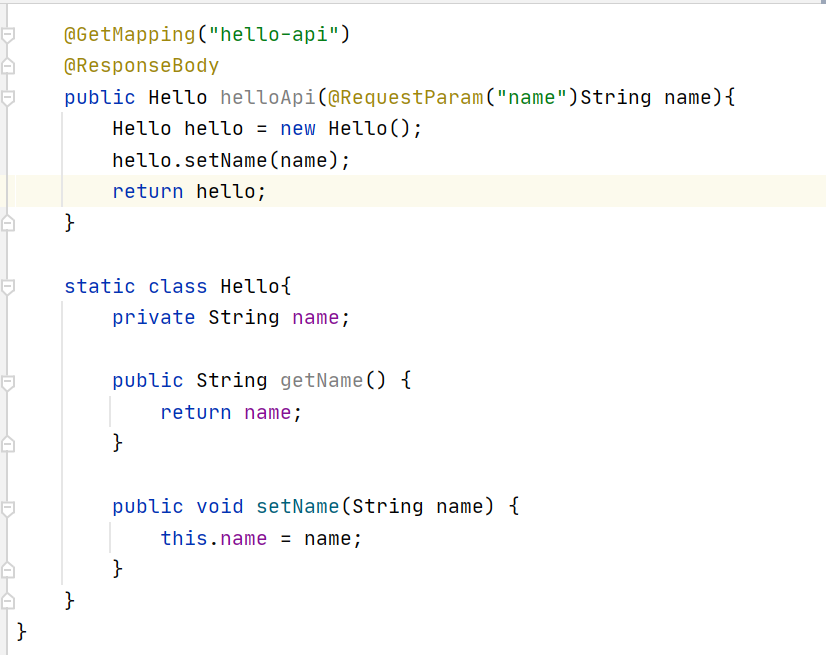 @GetMapping("hello-api")
@ResponseBody
public Hello helloApi(@RequestParam("name")String name){
    Hello hello = new Hello();
    hello.setName(name);
    return hello;
}

static class Hello{
    private String name;

    public String getName() {
        return name;
    }

    public void setName(String name) {
        this.name = name;
    }
}
}